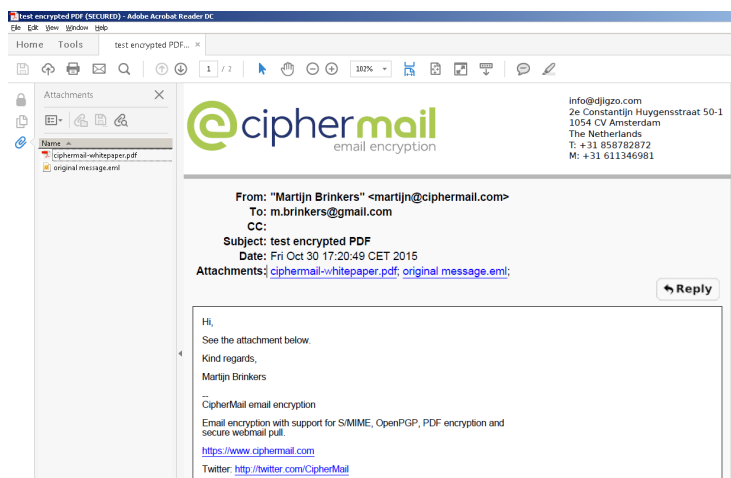 test encrypted PDF (SECURED) - Adobe Acrobat Reader DC
File Edit View Window Help
Home Tools test encrypted PDF... ×
1 / 2 102%
Attachments
Name
ciphermail-whitepaper.pdf
original message.eml
ciphermail
email encryption
info@djigzo.com
2e Constantijn Huygensstraat 50-1
1054 CV Amsterdam
The Netherlands
T: +31 858782872
M: +31 611346981
From: "Martijn Brinkers" <martijn@ciphermail.com>
To: m.brinkers@gmail.com
CC:
Subject: test encrypted PDF
Date: Fri Oct 30 17:20:49 CET 2015
Attachments: ciphermail-whitepaper.pdf; original message.eml;
Reply
Hi,
See the attachment below.
Kind regards,
Martijn Brinkers
--
CipherMail email encryption
Email encryption with support for S/MIME, OpenPGP, PDF encryption and
secure webmail pull.
https://www.ciphermail.com
Twitter: http://twitter.com/CipherMail